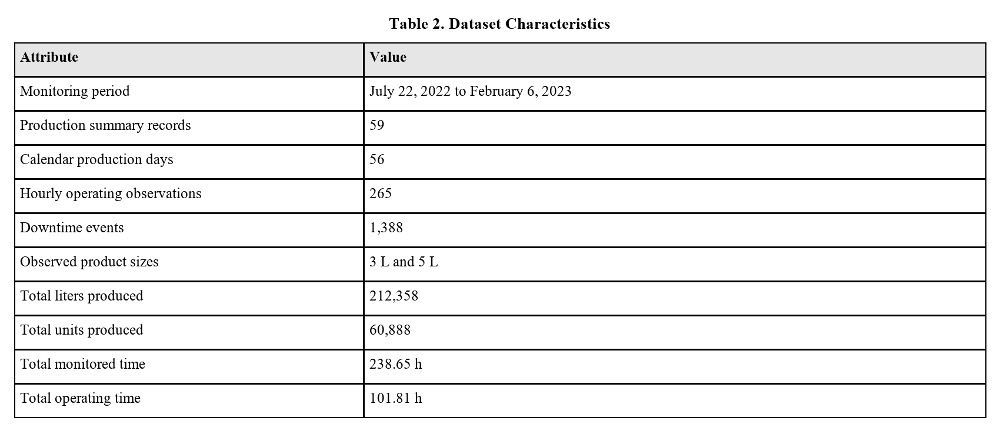 Table 2. Dataset Characteristics
Attribute Value
Monitoring period July 22, 2022 to February 6, 2023
Production summary records 59
Calendar production days 56
Hourly operating observations 265
Downtime events 1,388
Observed product sizes 3 L and 5 L
Total liters produced 212,358
Total units produced 60,888
Total monitored time 238.65 h
Total operating time 101.81 h